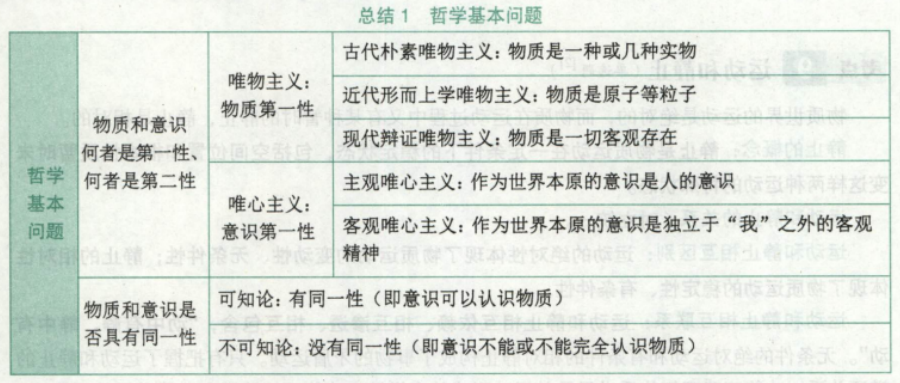 总结1 哲学基本问题
哲学
基本
问题
物质和意识
何者是第一性、
何者是第二性
唯物主义：
物质第一性
古代朴素唯物主义：物质是一种或几种实物
近代形而上学唯物主义：物质是原子等粒子
现代辩证唯物主义：物质是一切客观存在
唯心主义：
意识第一性
主观唯心主义：作为世界本原的意识是人的意识
客观唯心主义：作为世界本原的意识是独立于“我”之外的客观
精神
物质和意识是
否具有同一性
可知论：有同一性（即意识可以认识物质）
不可知论：没有同一性（即意识不能或不能完全认识物质）